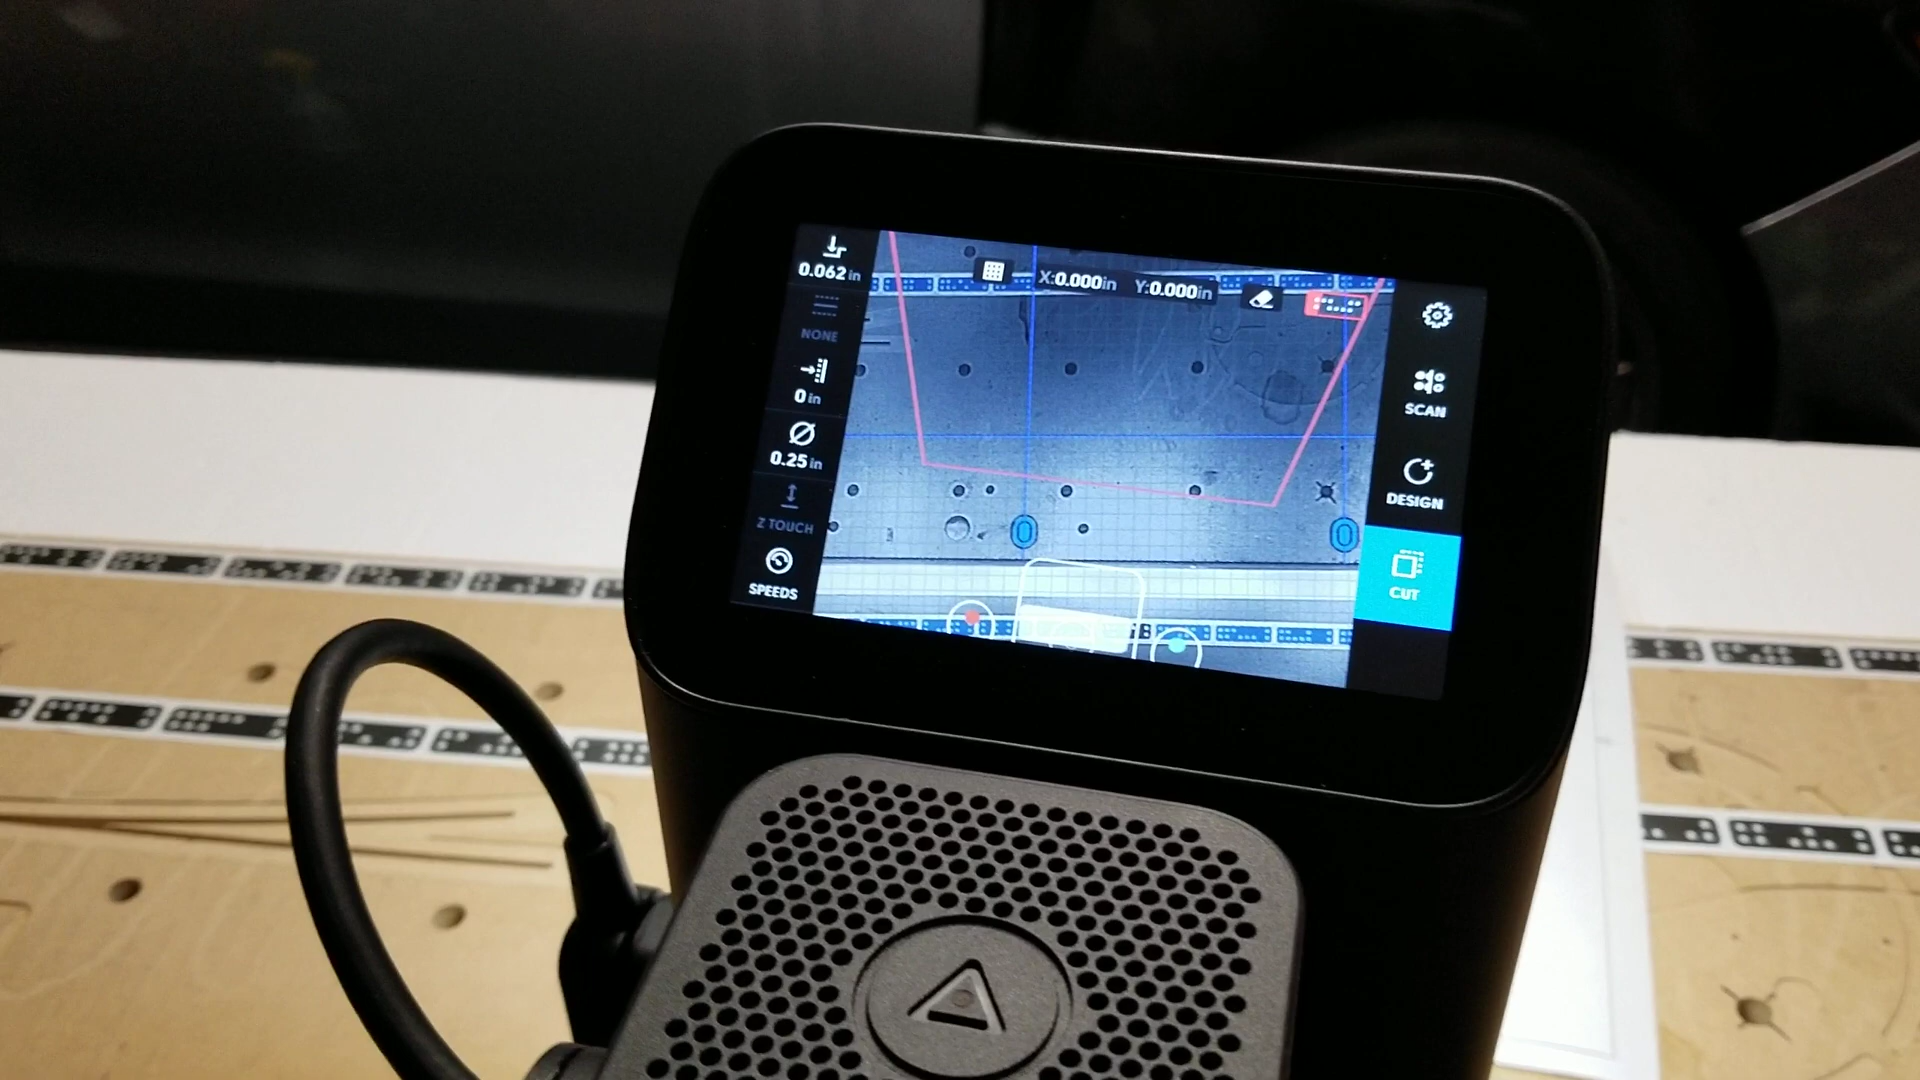 0.062 in
NONE
0 in
0.25 in
Z TOUCH
SPEEDS
X:0.000in Y:0.000in
SCAN
DESIGN
CUT